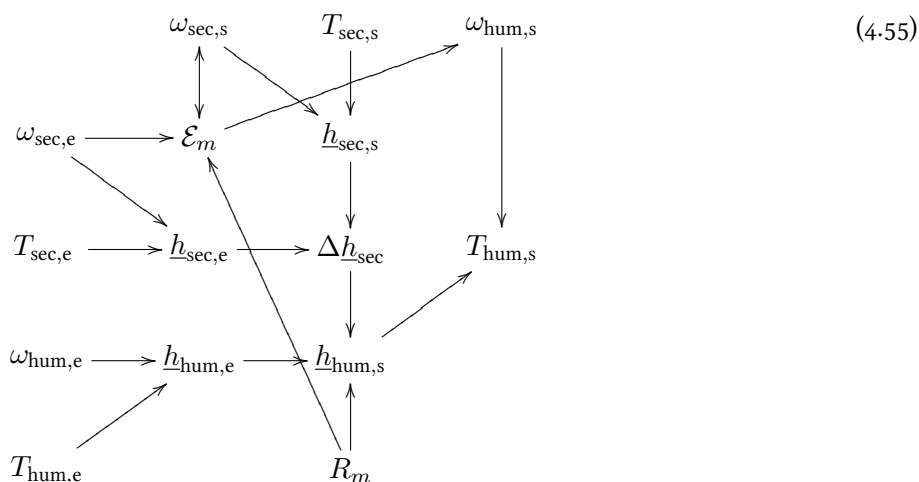 ω_sec,s T_sec,s ω_hum,s (4.55)
ω_sec,e ℰ_m h_sec,s
T_sec,e h_sec,e Δh_sec T_hum,s
ω_hum,e h_hum,e h_hum,s
T_hum,e R_m